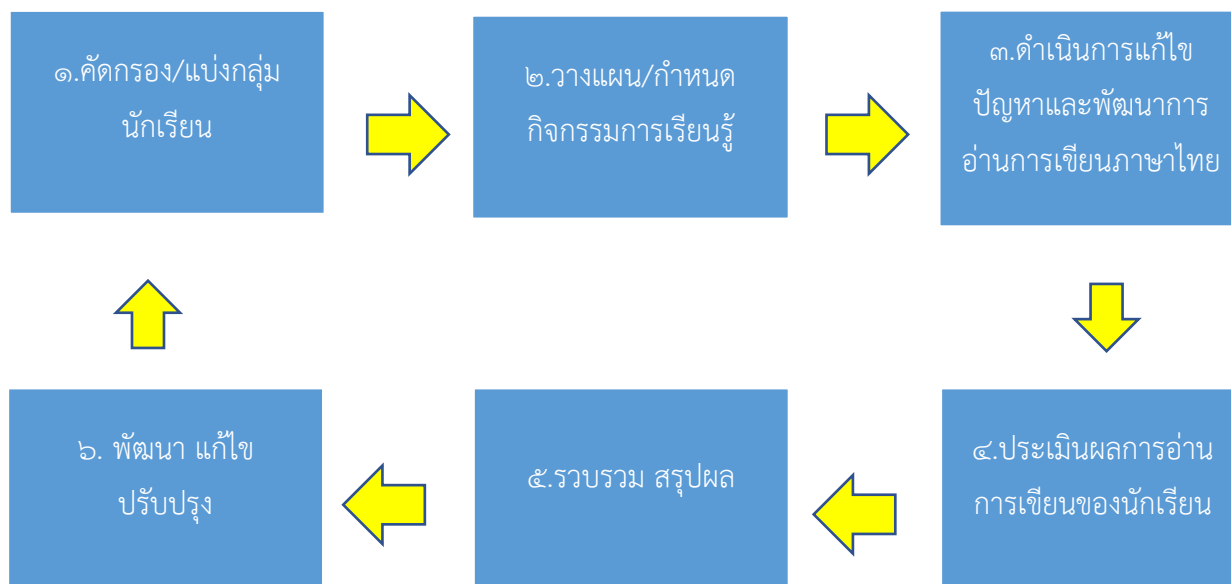 ๑.คัดกรอง/แบ่งกลุ่ม
นักเรียน
๒.วางแผน/กำหนด
กิจกรรมการเรียนรู้
๓.ดำเนินการแก้ไข
ปัญหาและพัฒนาการ
อ่านการเขียนภาษาไทย
๔.ประเมินผลการอ่าน
การเขียนของนักเรียน
๕.รวบรวม สรุปผล
๖. พัฒนา แก้ไข
ปรับปรุง